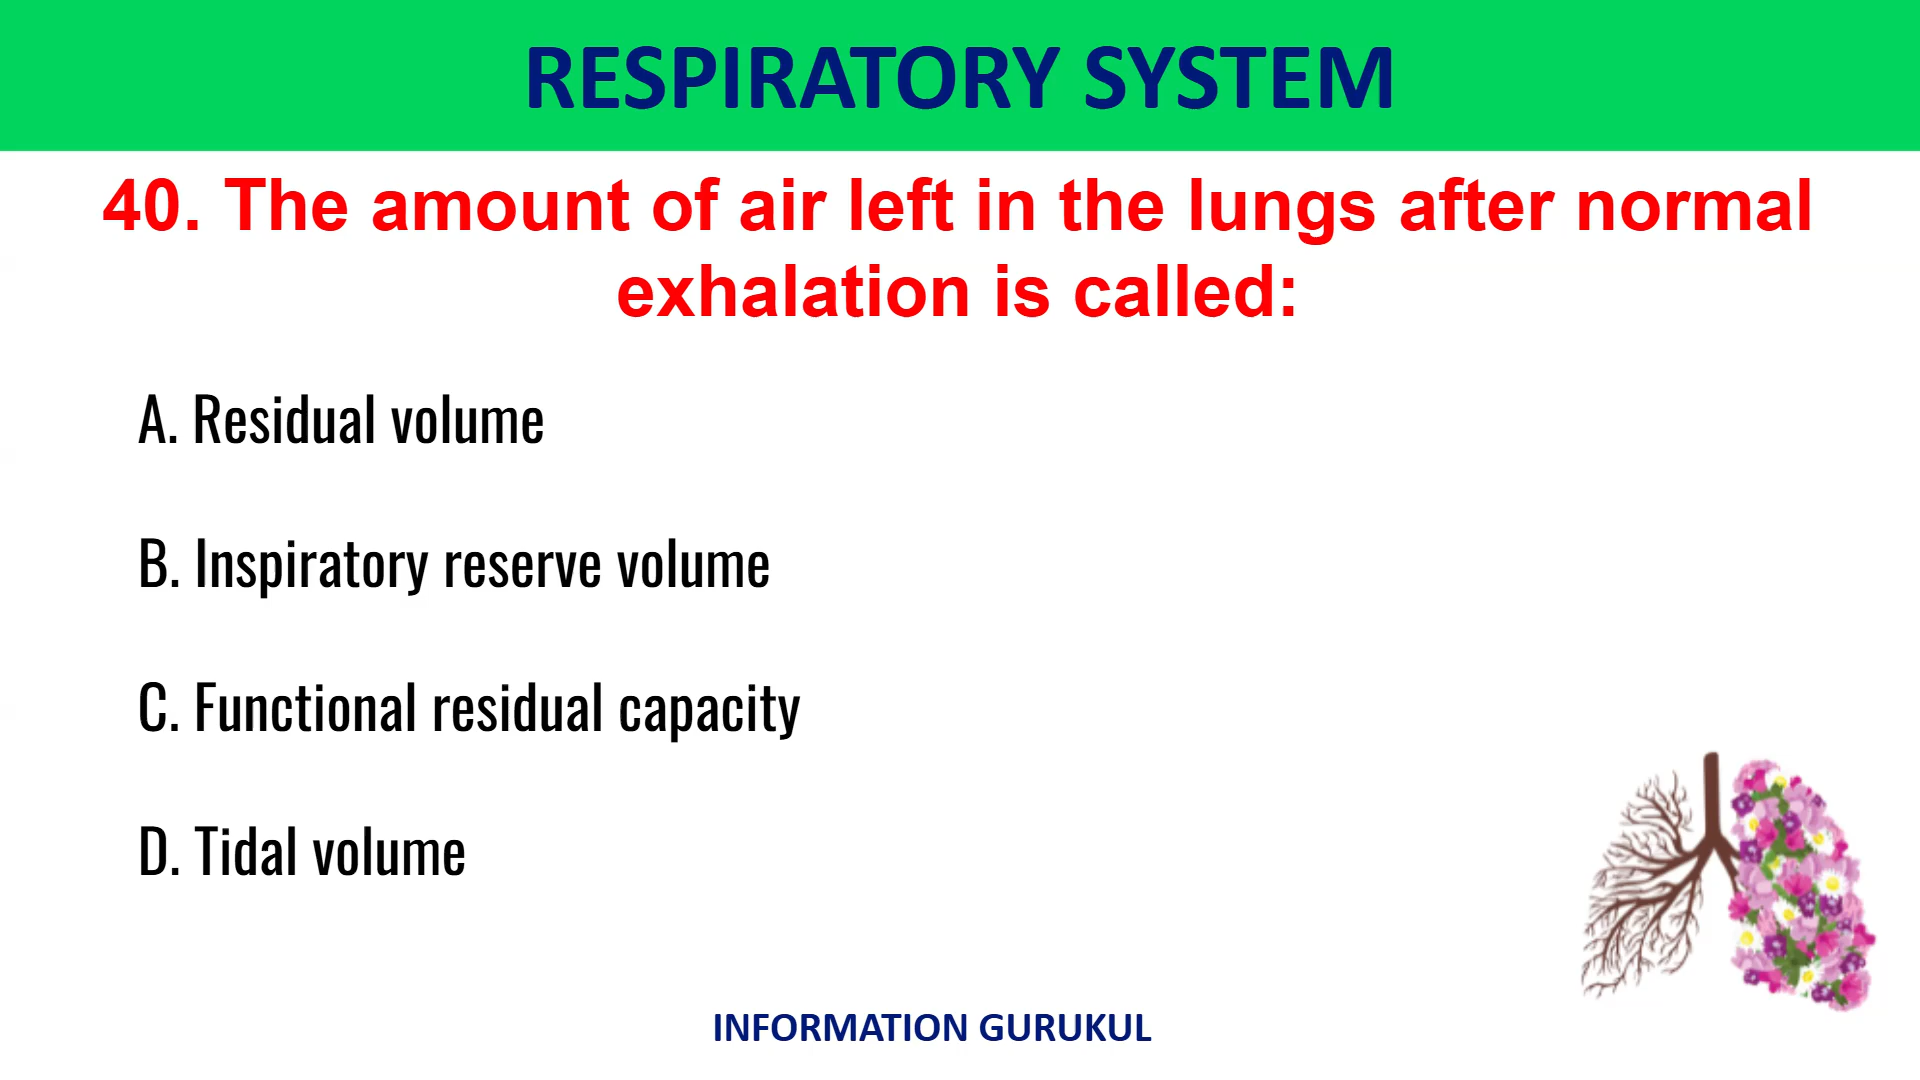 RESPIRATORY SYSTEM
40. The amount of air left in the lungs after normal
exhalation is called:
A. Residual volume
B. Inspiratory reserve volume
C. Functional residual capacity
D. Tidal volume
INFORMATION GURUKUL